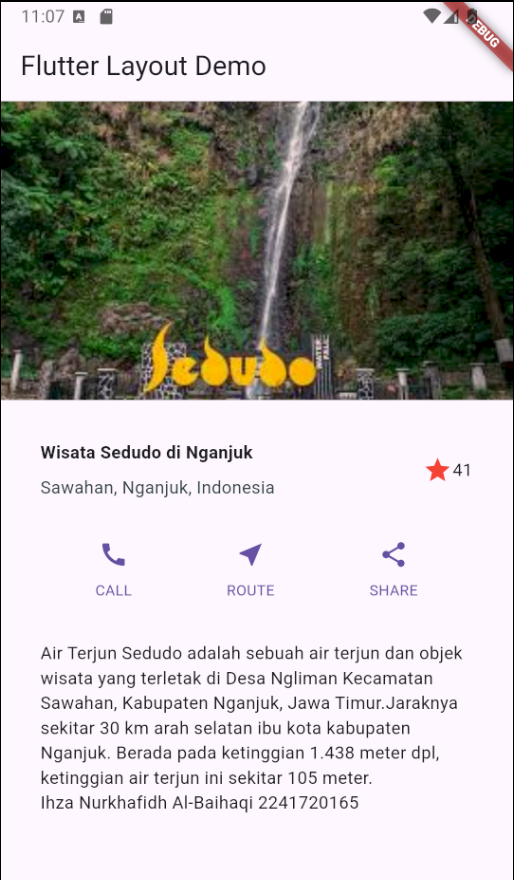 11:07
DEBUG
Flutter Layout Demo
Sedudo
WATER
FALL
Wisata Sedudo di Nganjuk
Sawahan, Nganjuk, Indonesia
41
CALL ROUTE SHARE
Air Terjun Sedudo adalah sebuah air terjun dan objek
wisata yang terletak di Desa Ngliman Kecamatan
Sawahan, Kabupaten Nganjuk, Jawa Timur.Jaraknya
sekitar 30 km arah selatan ibu kota kabupaten
Nganjuk. Berada pada ketinggian 1.438 meter dpl,
ketinggian air terjun ini sekitar 105 meter.
Ihza Nurkhafidh Al-Baihaqi 2241720165